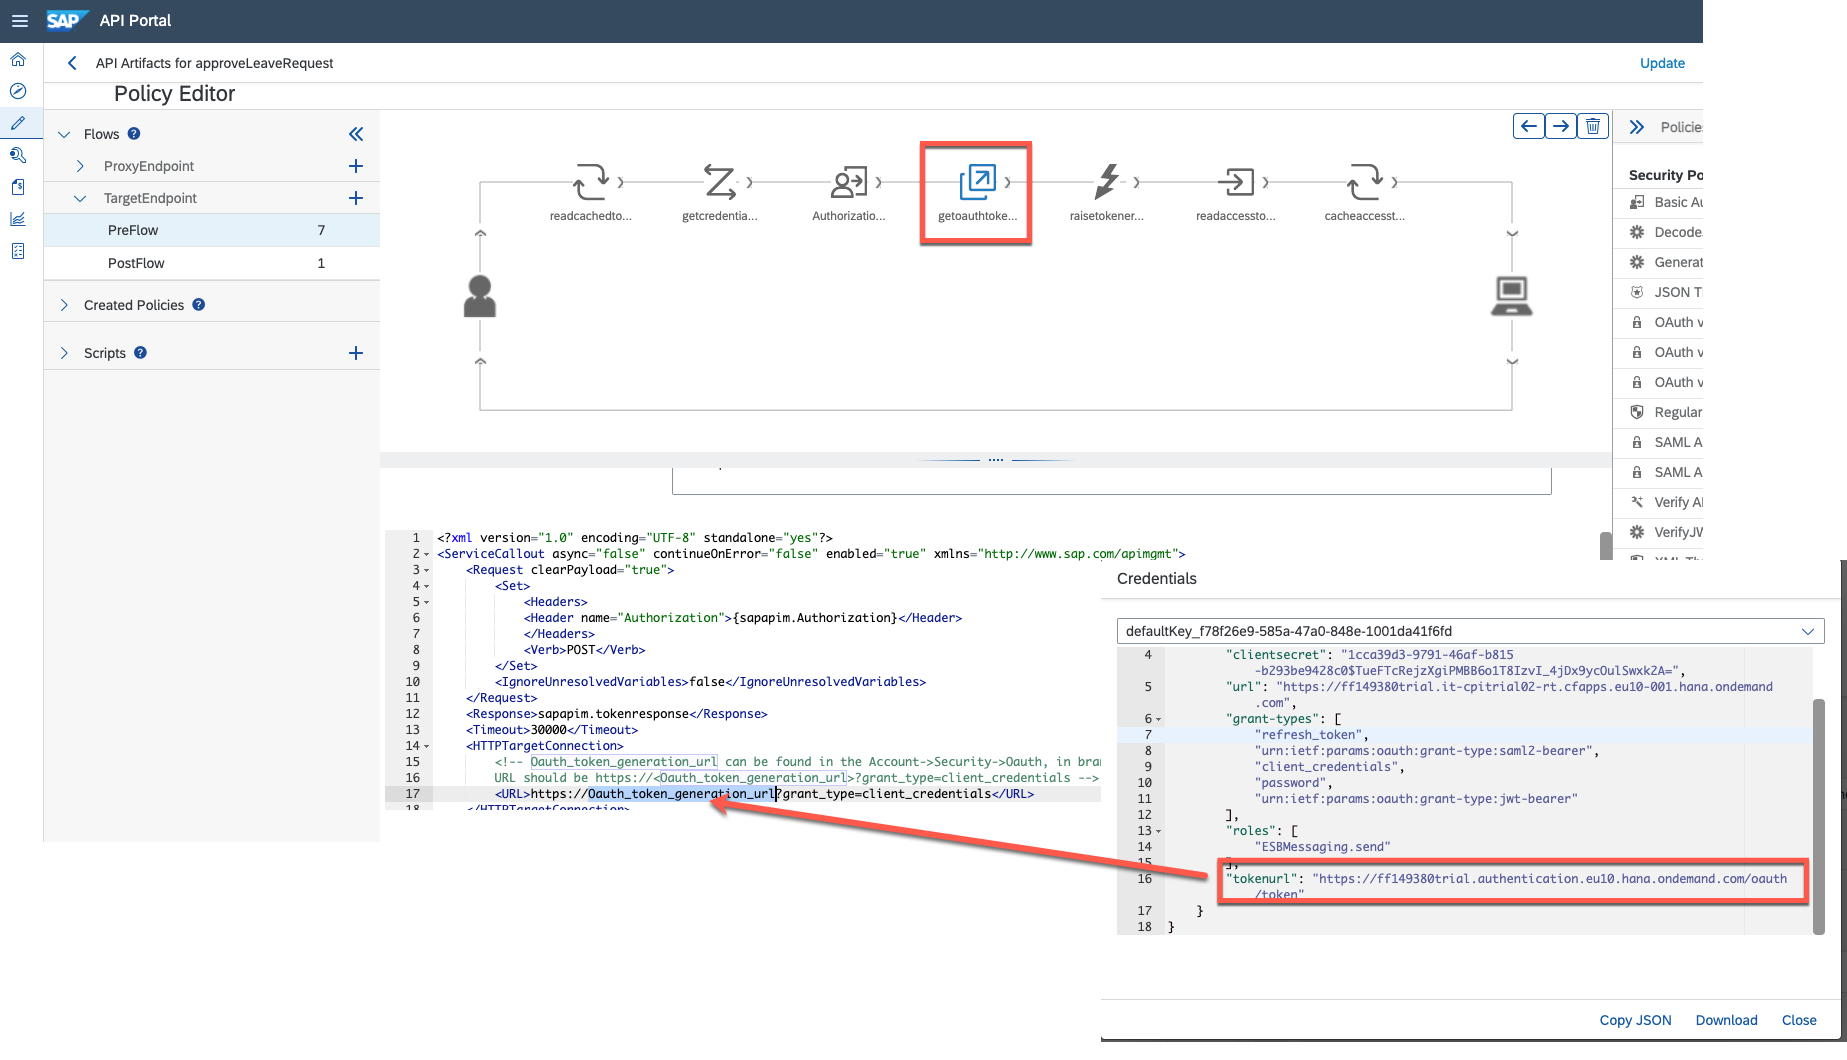 SAP API Portal
API Artifacts for approveLeaveRequest
Update
Policy Editor
Flows
ProxyEndpoint
TargetEndpoint
PreFlow 7
PostFlow 1
Created Policies
Scripts
readcachedto...
getcredentia...
Authorizatio...
getoauthtoke...
raisetokener...
readaccessto...
cacheaccesst...
Policies
Security Po
Basic Au
Decode
Generat
JSON T
OAuth v
OAuth v
OAuth v
Regular
SAML A
SAML A
Verify A
VerifyJW
1 <?xml version="1.0" encoding="UTF-8" standalone="yes"?>
2 <ServiceCallout async="false" continueOnError="false" enabled="true" xmlns="http://www.sap.com/apimgmt">
3 <Request clearPayload="true">
4 <Set>
5 <Headers>
6 <Header name="Authorization">{sapapim.Authorization}</Header>
7 </Headers>
8 <Verb>POST</Verb>
9 </Set>
10 <IgnoreUnresolvedVariables>false</IgnoreUnresolvedVariables>
11 </Request>
12 <Response>sapapim.tokenresponse</Response>
13 <Timeout>30000</Timeout>
14 <HTTPTargetConnection>
15 <!-- Oauth_token_generation_url can be found in the Account->Security->Oauth, in bra
16 URL should be https://<Oauth_token_generation_url>?grant_type=client_credentials -->
17 <URL>https://Oauth_token_generation_url?grant_type=client_credentials</URL>
18 </HTTPTargetConnection>
Credentials
defaultKey_f78f26e9-585a-47a0-848e-1001da41f6fd
4 "clientsecret": "1cca39d3-9791-46af-b815
-b293be9428c0$TueFTcRejzXgiPMBB6o1T8IzvI_4jDx9ycOulSwxk2A=",
5 "url": "https://ff149380trial.it-cpitrial02-rt.cfapps.eu10-001.hana.ondemand
.com",
6 "grant-types": [
7 "refresh_token",
8 "urn:ietf:params:oauth:grant-type:saml2-bearer",
9 "client_credentials",
10 "password",
11 "urn:ietf:params:oauth:grant-type:jwt-bearer"
12 ],
13 "roles": [
14 "ESBMessaging.send"
15 ],
16 "tokenurl": "https://ff149380trial.authentication.eu10.hana.ondemand.com/oauth
/token"
17 }
18 }
Copy JSON Download Close